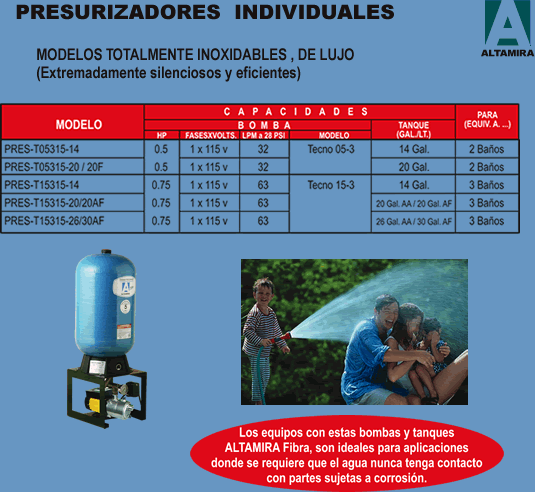 PRESURIZADORES INDIVIDUALES
ALTAMIRA
MODELOS TOTALMENTE INOXIDABLES , DE LUJO
(Extremadamente silenciosos y eficientes)
MODELO
CAPACIDADES
BOMBA
HP FASESXVOLTS. LPM a 28 PSI MODELO
TANQUE
(GAL./LT.)
PARA
(EQUIV. A. ...)
PRES-T05315-14 0.5 1 x 115 v 32 Tecno 05-3 14 Gal. 2 Baños
PRES-T05315-20 / 20F 0.5 1 x 115 v 32 20 Gal. 2 Baños
PRES-T15315-14 0.75 1 x 115 v 63 Tecno 15-3 14 Gal. 3 Baños
PRES-T15315-20/20AF 0.75 1 x 115 v 63 20 Gal. AA / 20 Gal. AF 3 Baños
PRES-T15315-26/30AF 0.75 1 x 115 v 63 26 Gal. AA / 30 Gal. AF 3 Baños
Los equipos con estas bombas y tanques
ALTAMIRA Fibra, son ideales para aplicaciones
donde se requiere que el agua nunca tenga contacto
con partes sujetas a corrosión.